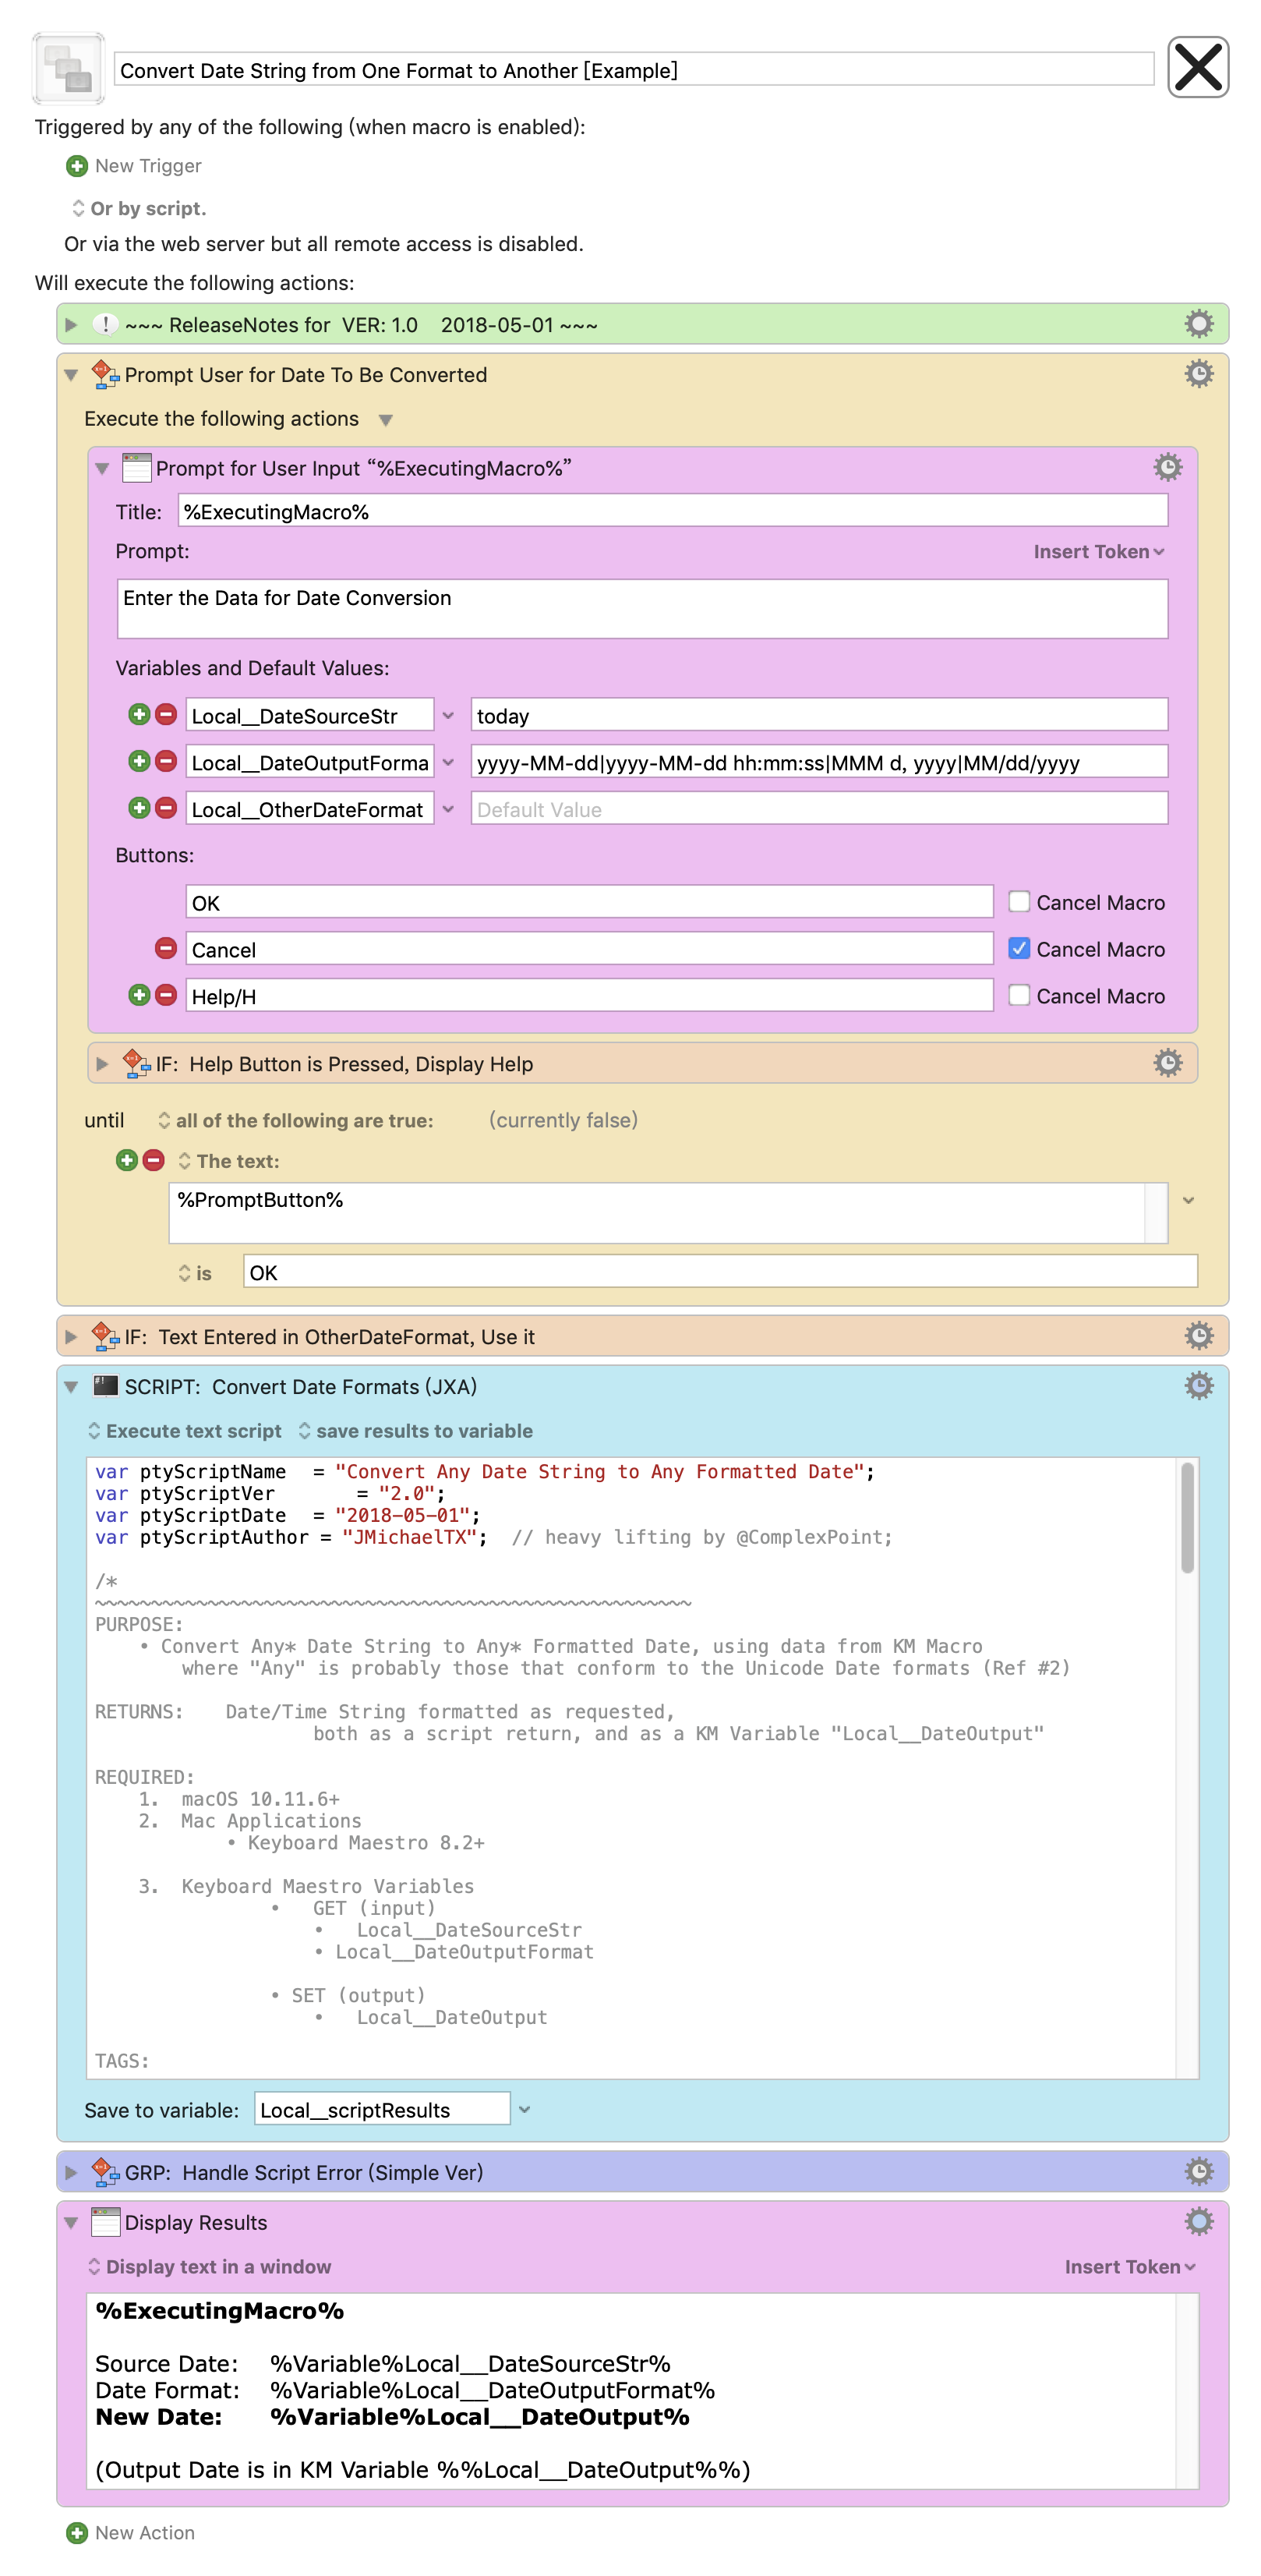 Convert Date String from One Format to Another [Example]
Triggered by any of the following (when macro is enabled):
New Trigger
Or by script.
Or via the web server but all remote access is disabled.
Will execute the following actions:
~~~ ReleaseNotes for VER: 1.0 2018-05-01 ~~~
Prompt User for Date To Be Converted
Execute the following actions
Prompt for User Input “%ExecutingMacro%”
Title: %ExecutingMacro%
Prompt: Insert Token
Enter the Data for Date Conversion
Variables and Default Values:
Local__DateSourceStr today
Local__DateOutputForma yyyy-MM-dd|yyyy-MM-dd hh:mm:ss|MMM d, yyyy|MM/dd/yyyy
Local__OtherDateFormat Default Value
Buttons:
OK Cancel Macro
Cancel Cancel Macro
Help/H Cancel Macro
IF: Help Button is Pressed, Display Help
until all of the following are true: (currently false)
The text:
%PromptButton%
is OK
IF: Text Entered in OtherDateFormat, Use it
SCRIPT: Convert Date Formats (JXA)
Execute text script save results to variable
var ptyScriptName = "Convert Any Date String to Any Formatted Date";
var ptyScriptVer = "2.0";
var ptyScriptDate = "2018-05-01";
var ptyScriptAuthor = "JMichaelTX"; // heavy lifting by @ComplexPoint;
/*
~~~~~~~~~~~~~~~~~~~~~~~~~~~~~~~~~~~~~~~~~~~~~~~~~~~~~~~
PURPOSE:
• Convert Any* Date String to Any* Formatted Date, using data from KM Macro
where "Any" is probably those that conform to the Unicode Date formats (Ref #2)
RETURNS: Date/Time String formatted as requested,
both as a script return, and as a KM Variable "Local__DateOutput"
REQUIRED:
1. macOS 10.11.6+
2. Mac Applications
• Keyboard Maestro 8.2+
3. Keyboard Maestro Variables
• GET (input)
• Local__DateSourceStr
• Local__DateOutputFormat
• SET (output)
• Local__DateOutput
TAGS:
Save to variable: Local__scriptResults
GRP: Handle Script Error (Simple Ver)
Display Results
Display text in a window Insert Token
%ExecutingMacro%
Source Date: %Variable%Local__DateSourceStr%
Date Format: %Variable%Local__DateOutputFormat%
New Date: %Variable%Local__DateOutput%
(Output Date is in KM Variable %%Local__DateOutput%%)
New Action